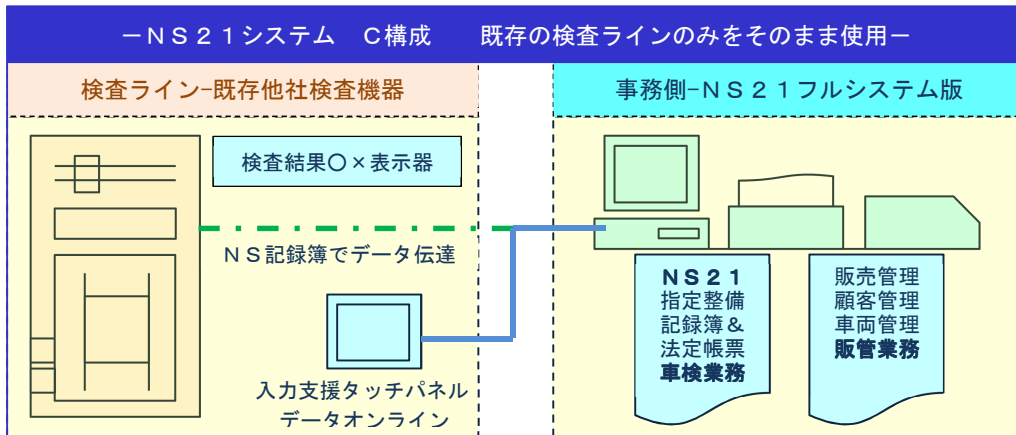 －ＮＳ２１システム　Ｃ構成　　既存の検査ラインのみをそのまま使用－
検査ライン-既存他社検査機器
事務側-ＮＳ２１フルシステム版
検査結果〇×表示器
ＮＳ記録簿でデータ伝達
入力支援タッチパネル
データオンライン
ＮＳ２１
指定整備
記録簿＆
法定帳票
車検業務
販売管理
顧客管理
車両管理
販管業務